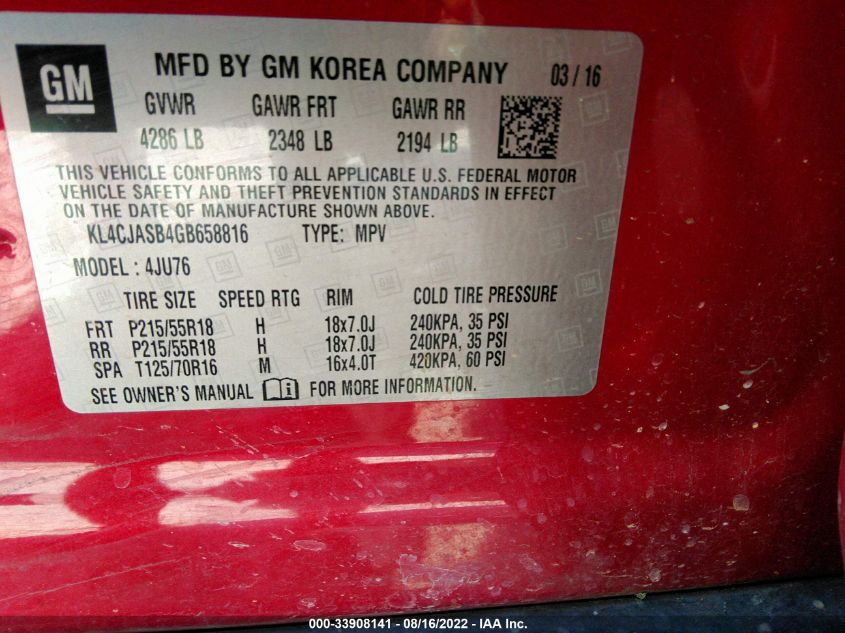 GM
MFD BY GM KOREA COMPANY 03 / 16
GVWR GAWR FRT GAWR RR
4286 LB 2348 LB 2194 LB
THIS VEHICLE CONFORMS TO ALL APPLICABLE U.S. FEDERAL MOTOR
VEHICLE SAFETY AND THEFT PREVENTION STANDARDS IN EFFECT
ON THE DATE OF MANUFACTURE SHOWN ABOVE.
KL4CJASB4GB658816 TYPE: MPV
MODEL : 4JU76
TIRE SIZE SPEED RTG RIM COLD TIRE PRESSURE
FRT P215/55R18 H 18x7.0J 240KPA, 35 PSI
RR P215/55R18 H 18x7.0J 240KPA, 35 PSI
SPA T125/70R16 M 16x4.0T 420KPA, 60 PSI
SEE OWNER'S MANUAL FOR MORE INFORMATION.
000-33908141 - 08/16/2022 - IAA Inc.